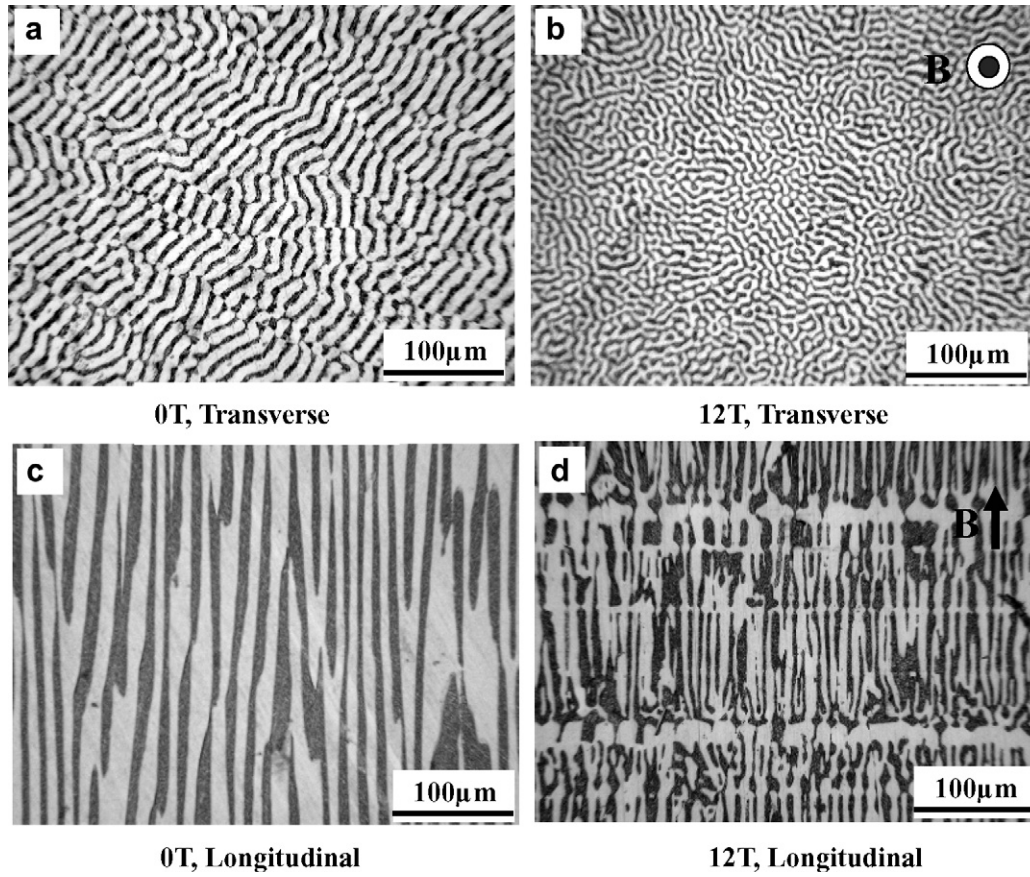 a
b
B
100μm
100μm
0T, Transverse
12T, Transverse
c
d
B
100μm
100μm
0T, Longitudinal
12T, Longitudinal